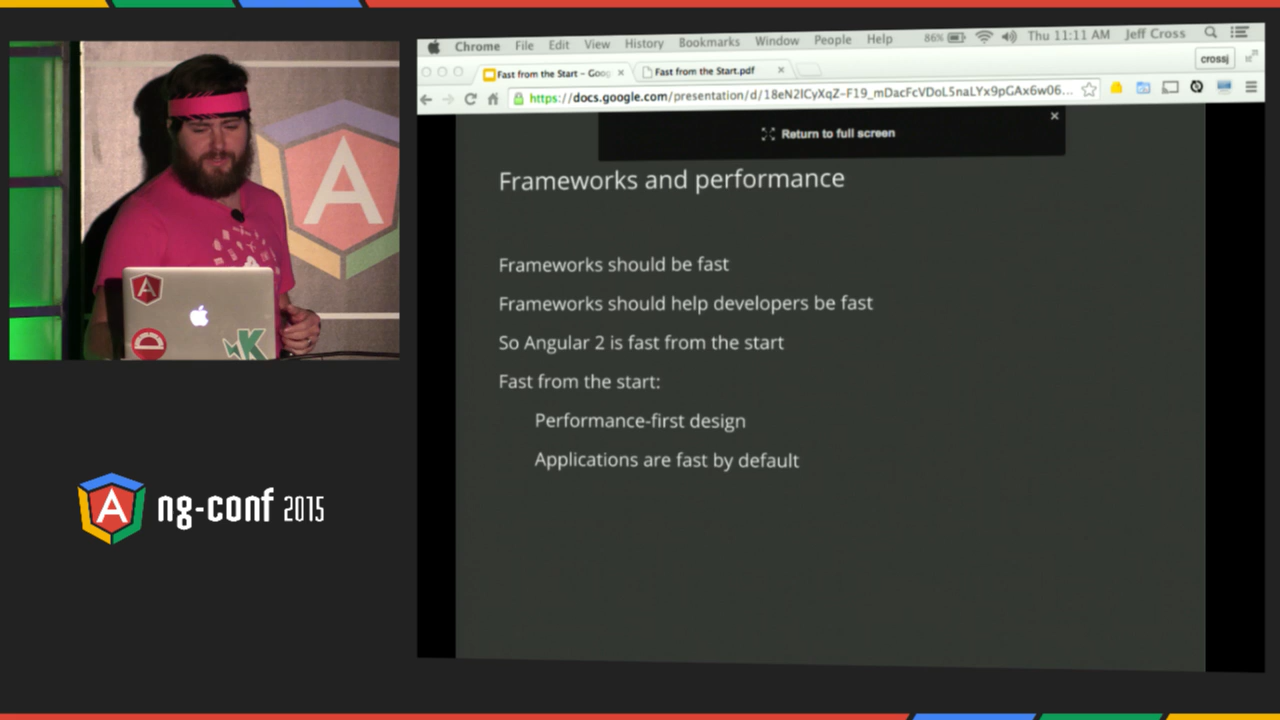 Chrome File Edit View History Bookmarks Window People Help 86% Thu 11:11 AM Jeff Cross
Fast from the Start – Goog
Fast from the Start.pdf
crossj
https://docs.google.com/presentation/d/18eN2ICyXqZ-F19_mDacFcVDoL5naLYx9pGAx6w06...
Return to full screen
Frameworks and performance
Frameworks should be fast
Frameworks should help developers be fast
So Angular 2 is fast from the start
Fast from the start:
Performance-first design
Applications are fast by default
A
A
K
A
ng-conf 2015